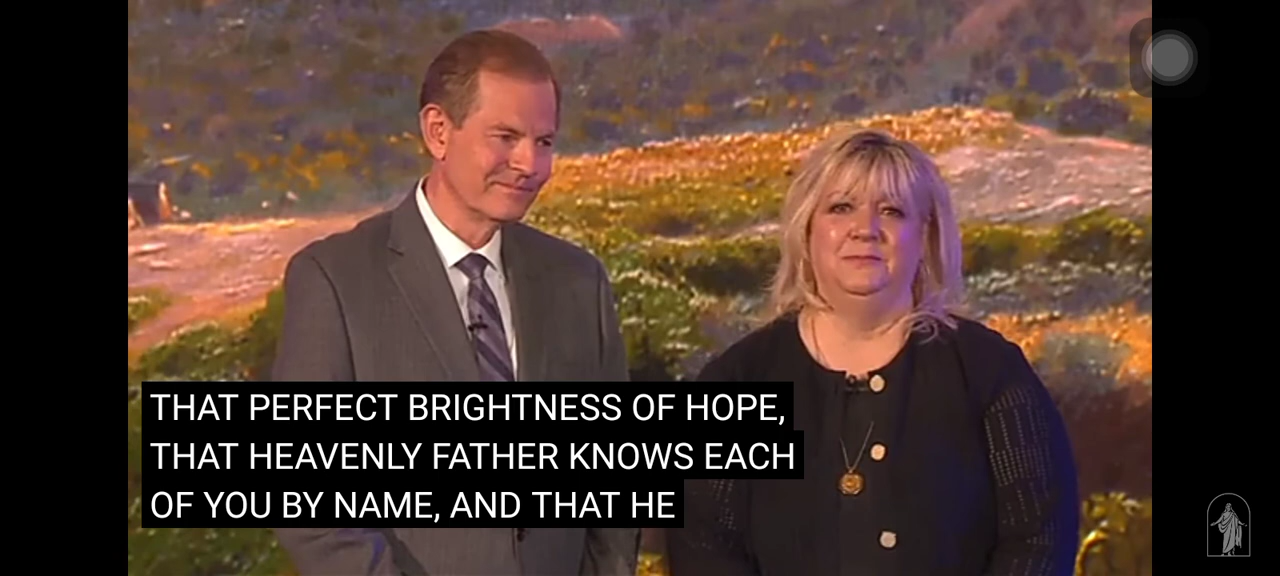 THAT PERFECT BRIGHTNESS OF HOPE,
THAT HEAVENLY FATHER KNOWS EACH
OF YOU BY NAME, AND THAT HE